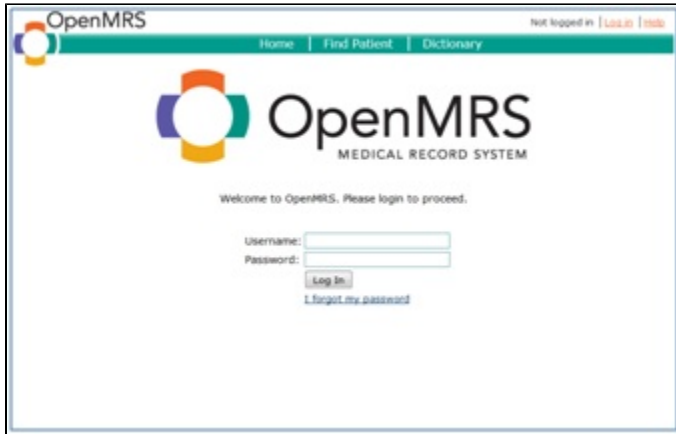 OpenMRS
Not logged in | Log in | Help
Home | Find Patient | Dictionary
OpenMRS
MEDICAL RECORD SYSTEM
Welcome to OpenMRS. Please login to proceed.
Username:
Password:
Log In
I forgot my password